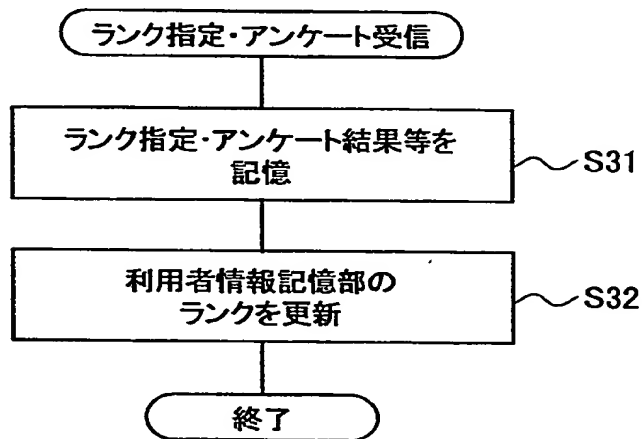 ランク指定・アンケート受信
ランク指定・アンケート結果等を
記憶
S31
利用者情報記憶部の
ランクを更新
S32
終了